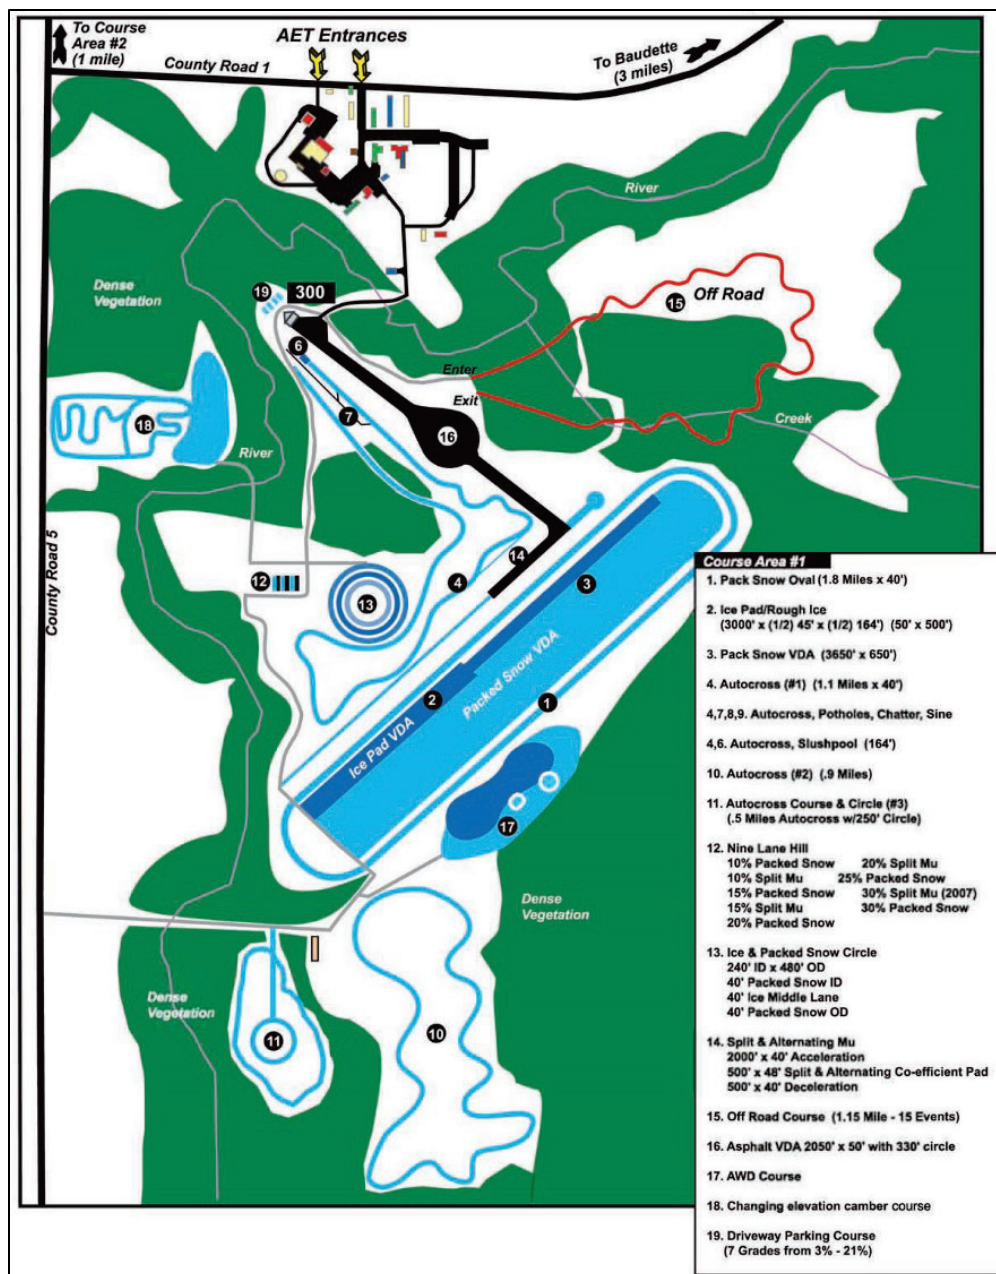 To Course
Area #2
(1 mile)
AET Entrances
County Road 1
To Baudette
(3 miles)
River
Dense
Vegetation
19
300
15
Off Road
6
Enter
Exit
7
16
18
River
Creek
County Road 5
12
13
14
4
3
2
1
Packed Snow VDA
Ice Pad VDA
17
Dense
Vegetation
Dense
Vegetation
10
11
Course Area #1
1. Pack Snow Oval (1.8 Miles x 40')
2. Ice Pad/Rough Ice
(3000' x (1/2) 45' x (1/2) 164') (50' x 500')
3. Pack Snow VDA (3650' x 650')
4. Autocross (#1) (1.1 Miles x 40')
4,7,8,9. Autocross, Potholes, Chatter, Sine
4,6. Autocross, Slushpool (164')
10. Autocross (#2) (.9 Miles)
11. Autocross Course & Circle (#3)
(.5 Miles Autocross w/250' Circle)
12. Nine Lane Hill
10% Packed Snow 20% Split Mu
10% Split Mu 25% Packed Snow
15% Packed Snow 30% Split Mu (2007)
15% Split Mu 30% Packed Snow
20% Packed Snow
13. Ice & Packed Snow Circle
240' ID x 480' OD
40' Packed Snow ID
40' Ice Middle Lane
40' Packed Snow OD
14. Split & Alternating Mu
2000' x 40' Acceleration
500' x 48' Split & Alternating Co-efficient Pad
500' x 40' Deceleration
15. Off Road Course (1.15 Mile - 15 Events)
16. Asphalt VDA 2050' x 50' with 330' circle
17. AWD Course
18. Changing elevation camber course
19. Driveway Parking Course
(7 Grades from 3% - 21%)